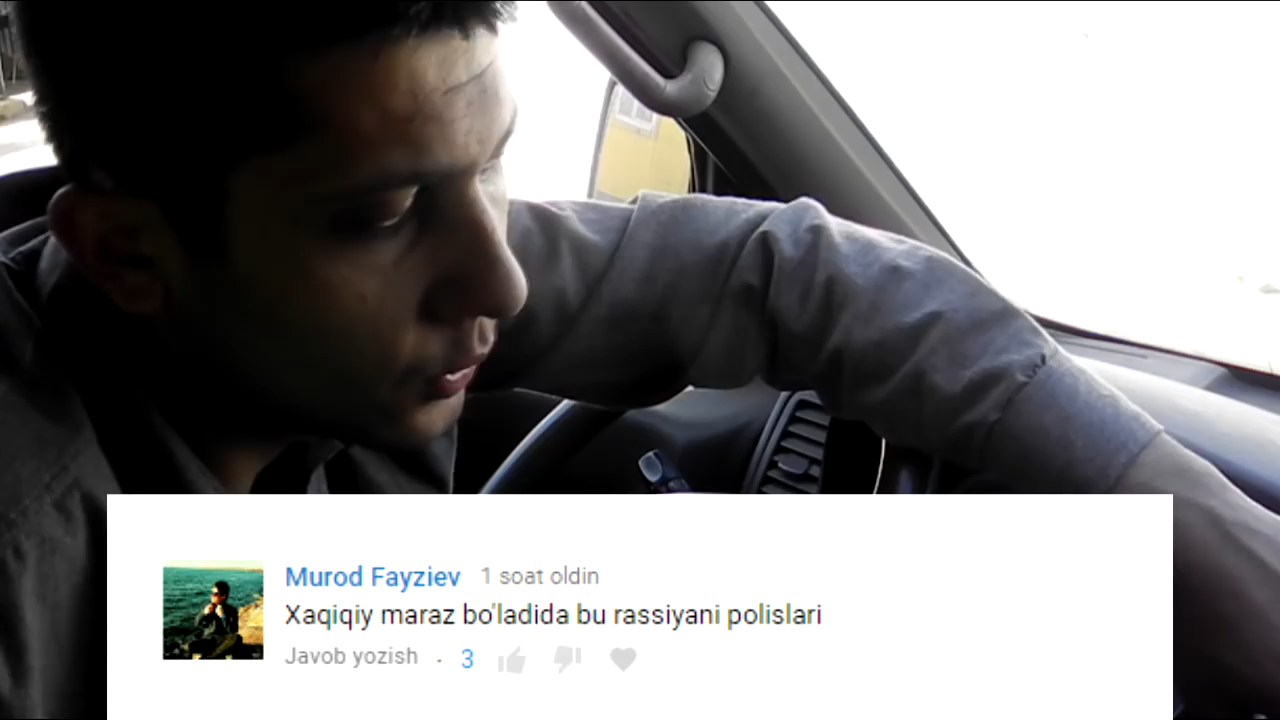 Murod Fayziev 1 soat oldin
Xaqiqiy maraz bo'ladida bu rassiyani polislari
Javob yozish · 3